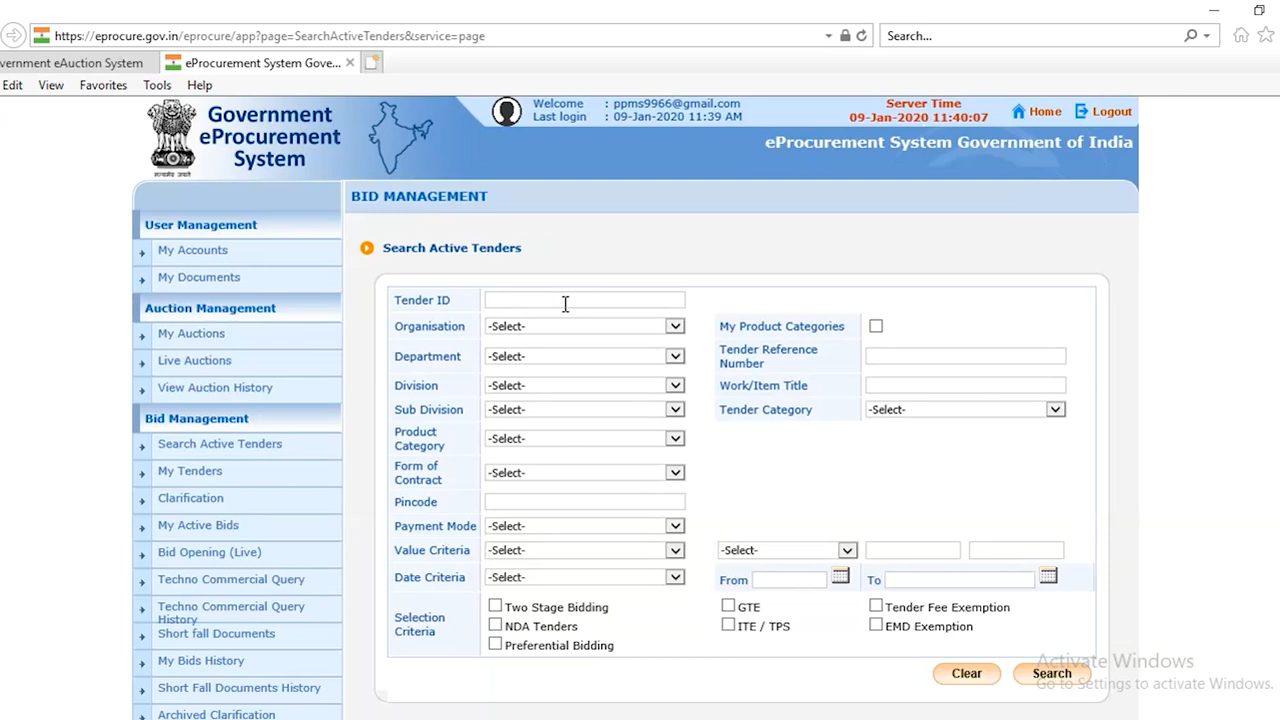 https://eprocure.gov.in/eprocure/app?page=SearchActiveTenders&service=page
Search...
vernment eAuction System
eProcurement System Gove...
Edit View Favorites Tools Help
Government
eProcurement
System
सत्यमेव जयते
Welcome : ppms9966@gmail.com
Last login : 09-Jan-2020 11:39 AM
Server Time
09-Jan-2020 11:40:07
Home
Logout
eProcurement System Government of India
User Management
My Accounts
My Documents
Auction Management
My Auctions
Live Auctions
View Auction History
Bid Management
Search Active Tenders
My Tenders
Clarification
My Active Bids
Bid Opening (Live)
Techno Commercial Query
Techno Commercial Query
History
Short fall Documents
My Bids History
Short Fall Documents History
Archived Clarification
BID MANAGEMENT
Search Active Tenders
Tender ID
Organisation -Select- My Product Categories
Department -Select- Tender Reference
Number
Division -Select- Work/Item Title
Sub Division -Select- Tender Category -Select-
Product
Category -Select-
Form of
Contract -Select-
Pincode
Payment Mode -Select-
Value Criteria -Select- -Select-
Date Criteria -Select- From To
Selection
Criteria
Two Stage Bidding GTE Tender Fee Exemption
NDA Tenders ITE / TPS EMD Exemption
Preferential Bidding
Clear Search
Activate Windows
Go to Settings to activate Windows.